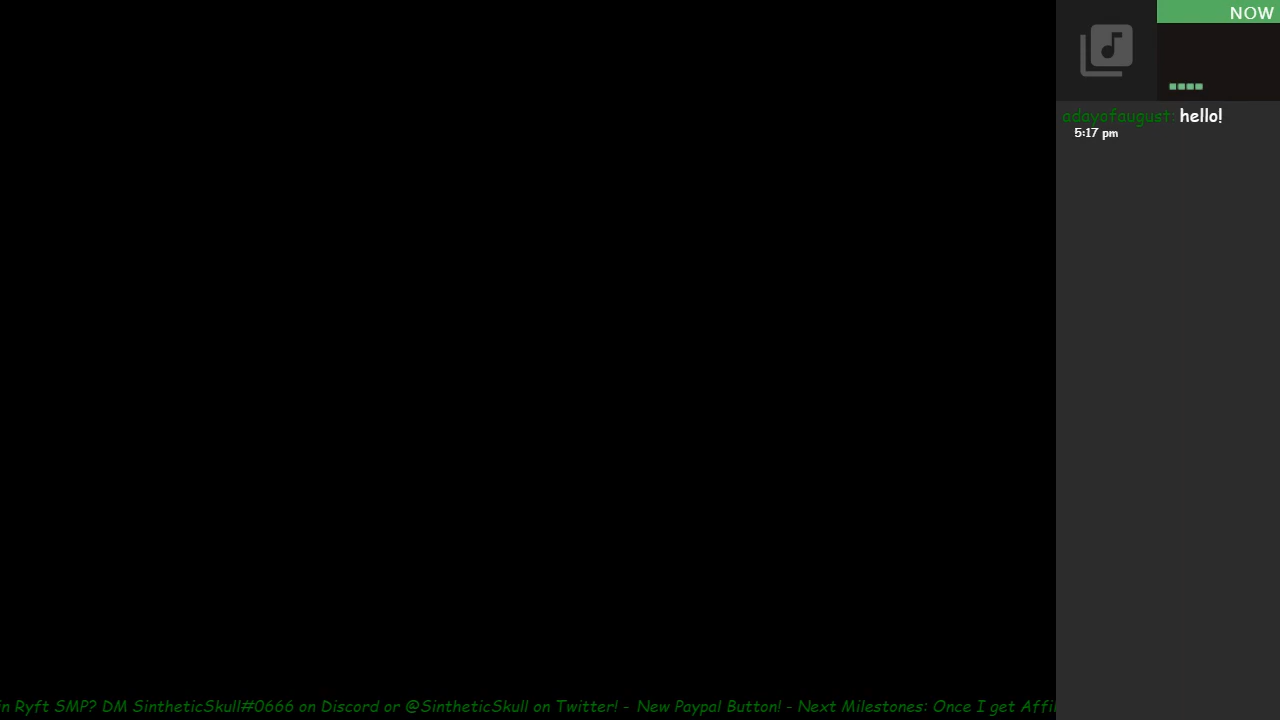 NOW
adayofaugust: hello!
5:17 pm
in Ryft SMP? DM SintheticSkull#0666 on Discord or @SintheticSkull on Twitter! - New Paypal Button! - Next Milestones: Once I get Affi